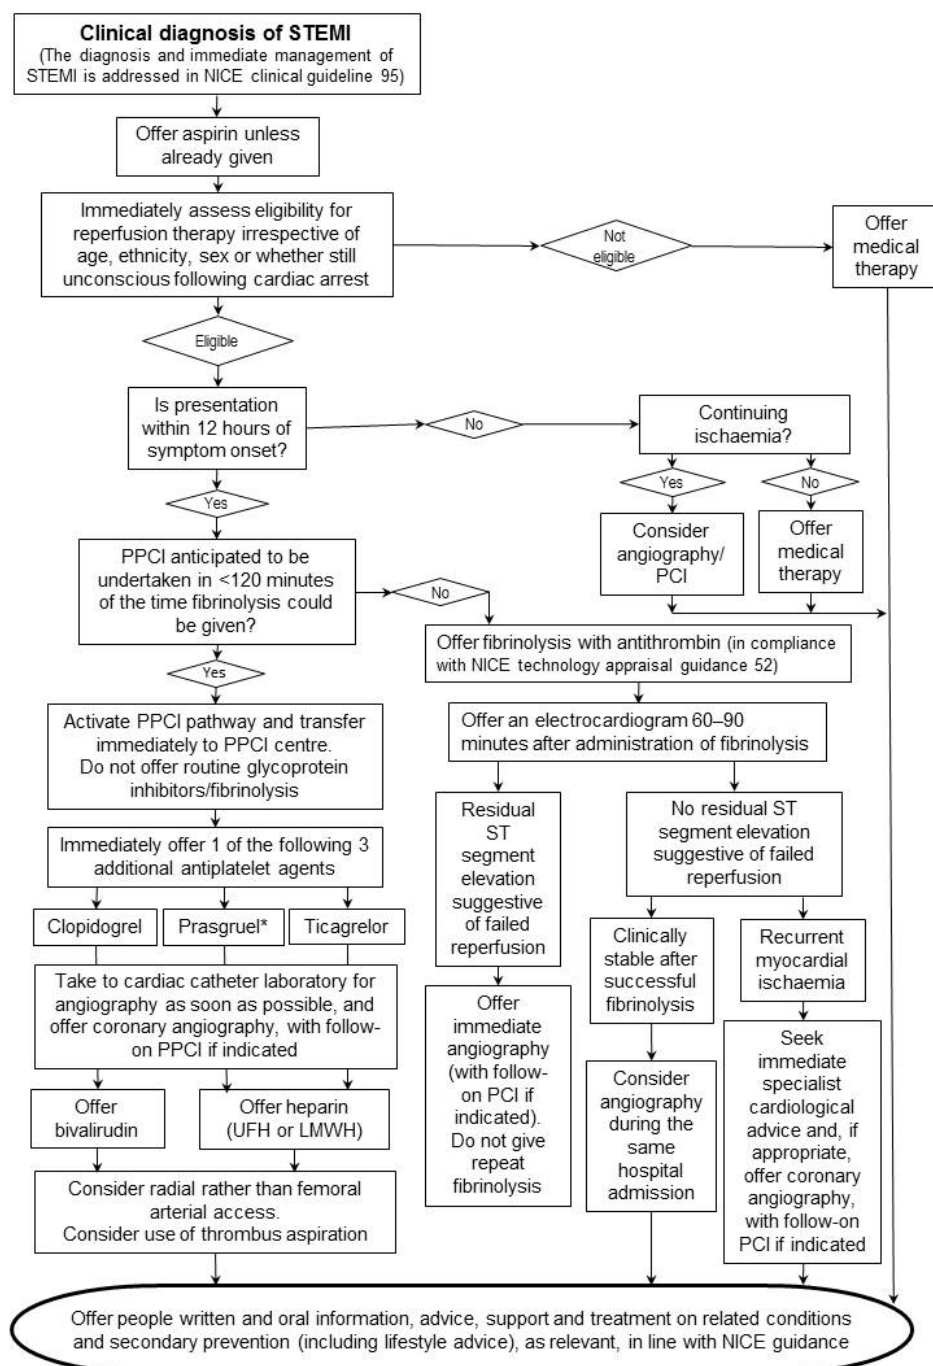 Clinical diagnosis of STEMI
(The diagnosis and immediate management of
STEMI is addressed in NICE clinical guideline 95)
Offer aspirin unless
already given
Immediately assess eligibility for
reperfusion therapy irrespective of
age, ethnicity, sex or whether still
unconscious following cardiac arrest
Not
eligible
Offer
medical
therapy
Eligible
Is presentation
within 12 hours of
symptom onset?
No
Continuing
ischaemia?
Yes
Yes
No
Consider
angiography/
PCI
Offer
medical
therapy
PPCI anticipated to be
undertaken in <120 minutes
of the time fibrinolysis could
be given?
No
Yes
Offer fibrinolysis with antithrombin (in compliance
with NICE technology appraisal guidance 52)
Offer an electrocardiogram 60–90
minutes after administration of fibrinolysis
Activate PPCI pathway and transfer
immediately to PPCI centre.
Do not offer routine glycoprotein
inhibitors/fibrinolysis
Immediately offer 1 of the following 3
additional antiplatelet agents
Clopidogrel
Prasgruel*
Ticagrelor
Take to cardiac catheter laboratory for
angiography as soon as possible, and
offer coronary angiography, with follow-
on PPCI if indicated
Offer
bivalirudin
Offer heparin
(UFH or LMWH)
Consider radial rather than femoral
arterial access.
Consider use of thrombus aspiration
Residual
ST
segment
elevation
suggestive
of failed
reperfusion
Offer
immediate
angiography
(with follow-
on PCI if
indicated).
Do not give
repeat
fibrinolysis
No residual ST
segment elevation
suggestive of failed
reperfusion
Clinically
stable after
successful
fibrinolysis
Consider
angiography
during the
same
hospital
admission
Recurrent
myocardial
ischaemia
Seek
immediate
specialist
cardiological
advice and, if
appropriate,
offer coronary
angiography,
with follow-on
PCI if indicated
Offer people written and oral information, advice, support and treatment on related conditions
and secondary prevention (including lifestyle advice), as relevant, in line with NICE guidance